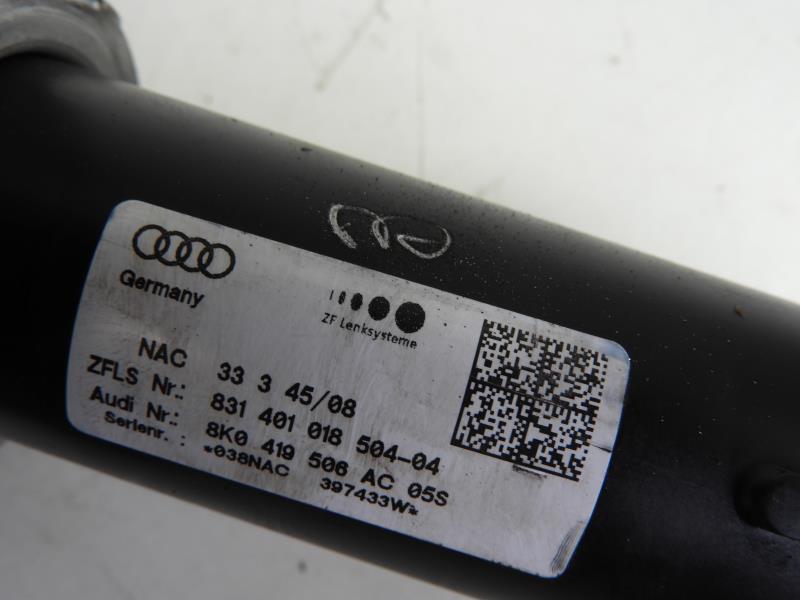 Germany
ZF Lenksysteme
NAC 33 3 45/08
ZFLS Nr.: 831 401 018 504-04
Audi Nr.: 8K0 419 506 AC 05S
Serienr. : *038NAC 397433W*